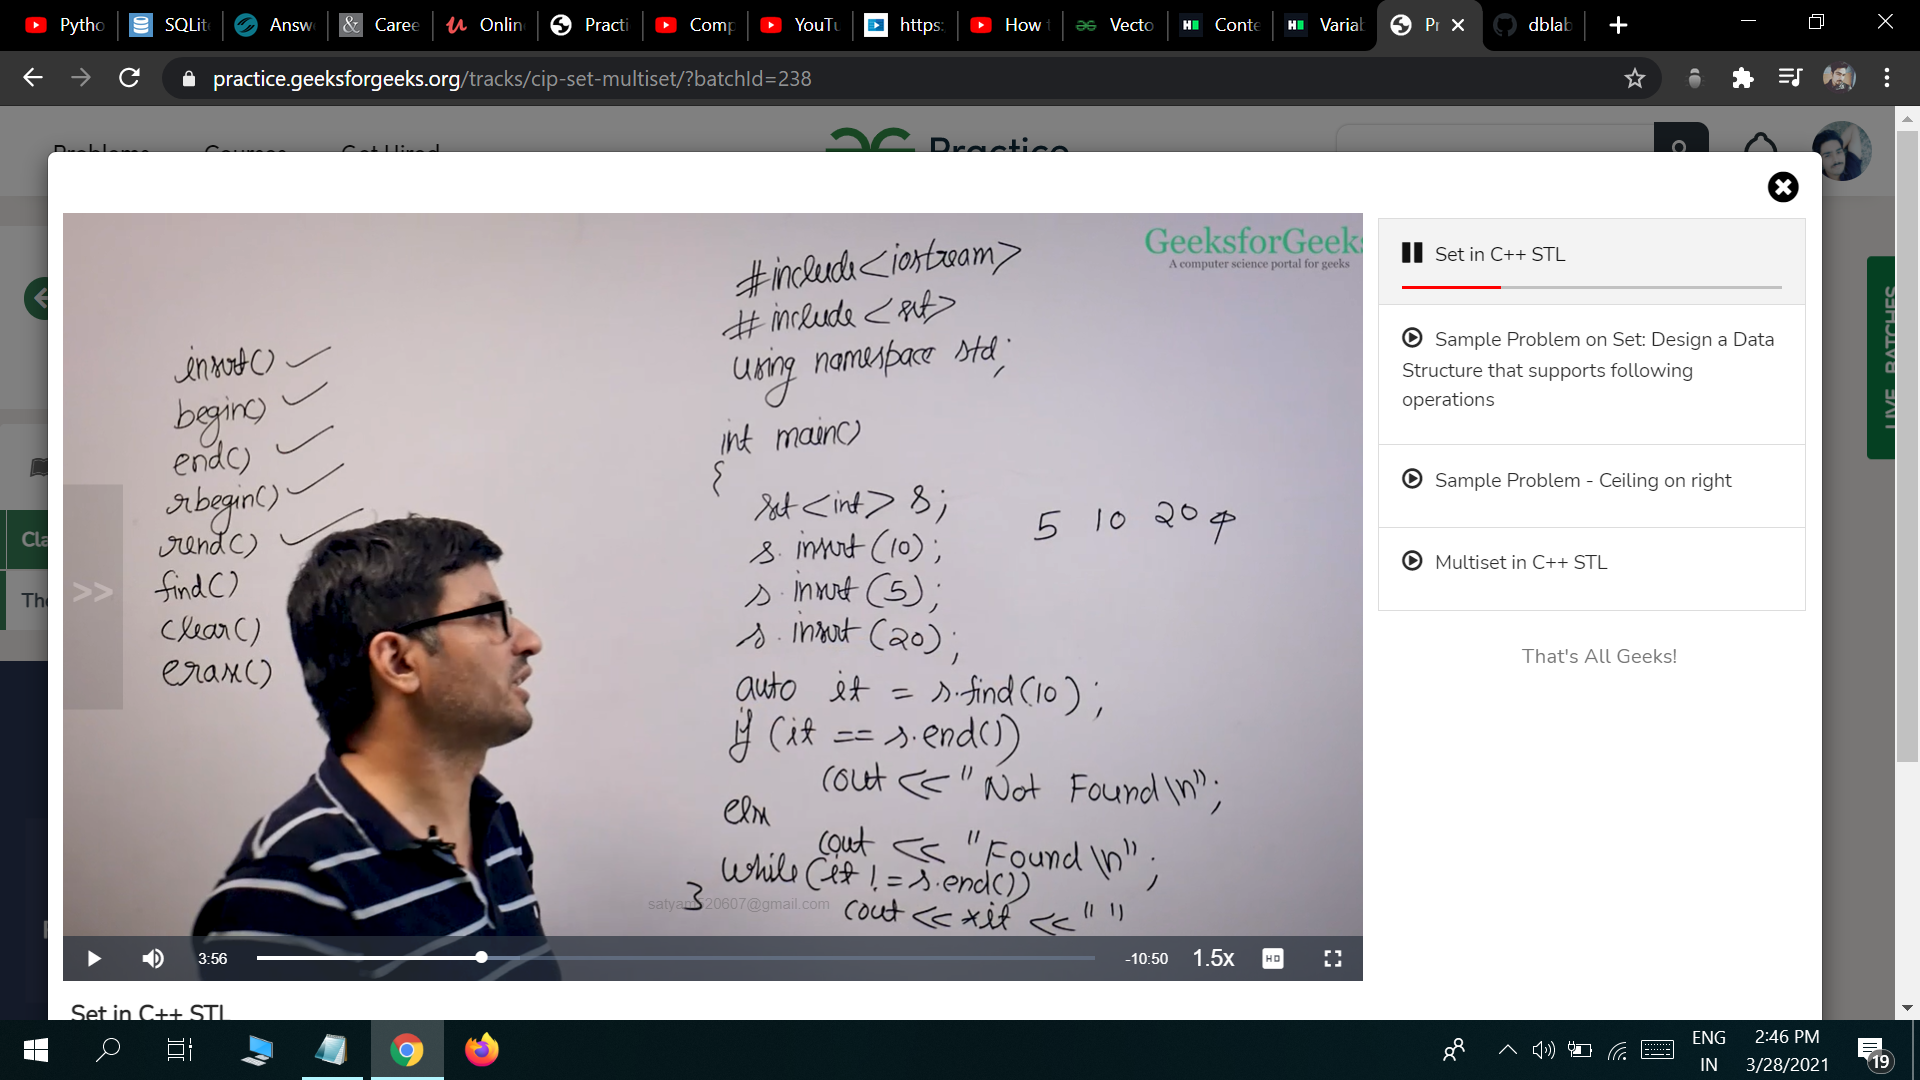 Pytho
SQLit
Answ
Caree
Onlin
Practi
Comp
YouTu
https:
How t
Vecto
Conte
Variab
Pr
dblab
practice.geeksforgeeks.org/tracks/cip-set-multiset/?batchId=238
Problems
Courses
Get Hired
Practice
GeeksforGeeks
A computer science portal for geeks
insert()
begin()
end()
rbegin()
rend()
find()
clear()
erase()
#include<iostream>
#include <set>
using namespace std;
int main()
{
set<int> s;
s.insert(10);
s.insert(5);
s.insert(20);
5 10 20
auto it = s.find(10);
if (it == s.end())
cout << "Not Found\n";
else
cout << "Found\n";
while(it != s.end())
}
cout << *it << " "
3:56
-10:50
1.5x
HD
Set in C++ STL
Set in C++ STL
Sample Problem on Set: Design a Data
Structure that supports following
operations
Sample Problem - Ceiling on right
Multiset in C++ STL
That's All Geeks!
LIVE BATCHES
Cla
The
ENG
IN
2:46 PM
3/28/2021
19